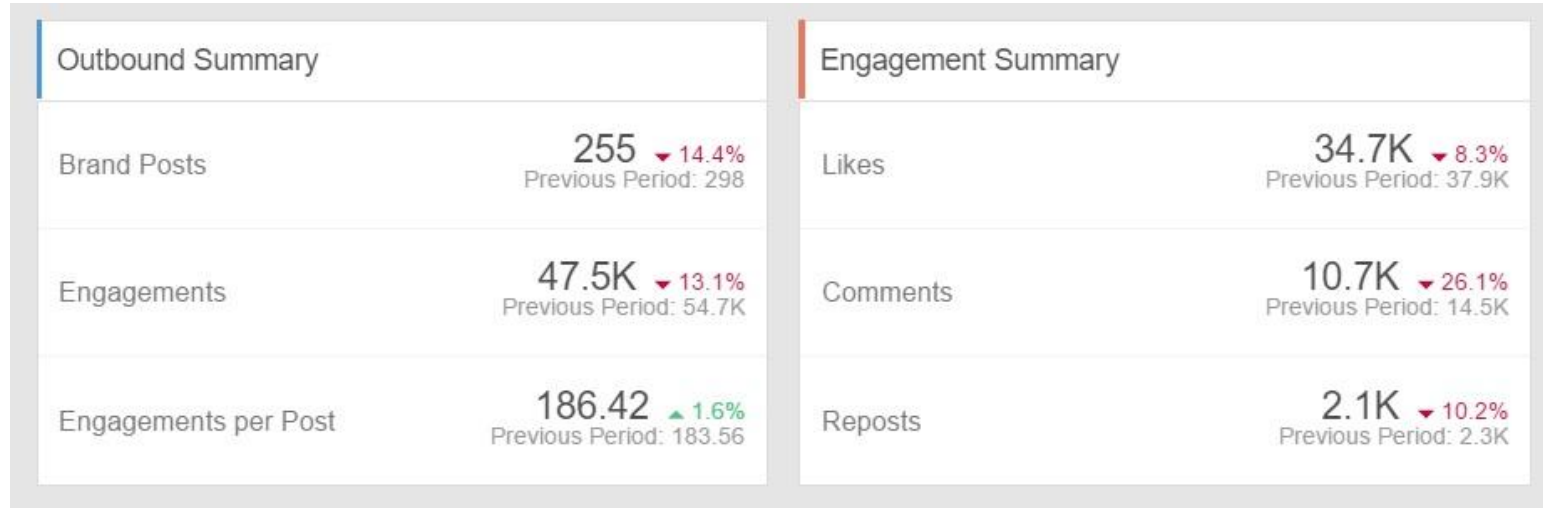 Outbound Summary
Brand Posts
255 14.4%
Previous Period: 298
Engagements
47.5K 13.1%
Previous Period: 54.7K
Engagements per Post
186.42 1.6%
Previous Period: 183.56
Engagement Summary
Likes
34.7K 8.3%
Previous Period: 37.9K
Comments
10.7K 26.1%
Previous Period: 14.5K
Reposts
2.1K 10.2%
Previous Period: 2.3K